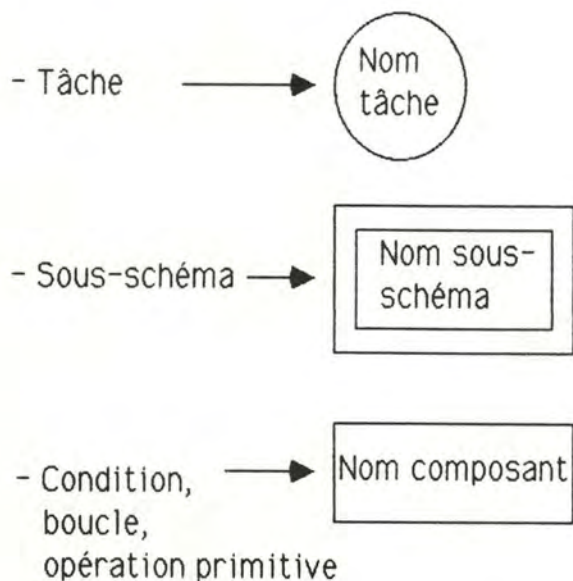 - Tâche
Nom
tâche
- Sous-schéma
Nom sous-
schéma
- Condition,
boucle,
opération primitive
Nom composant